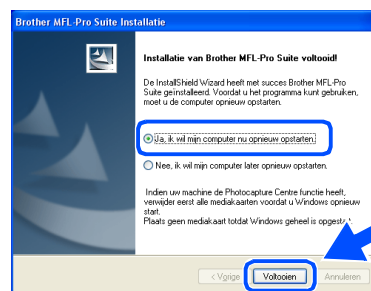 Brother MFL-Pro Suite Installatie
Installatie van Brother MFL-Pro Suite voltooid!
De InstallShield Wizard heeft met succes Brother MFL-Pro
Suite geïnstalleerd. Voordat u het programma kunt gebruiken,
moet u de computer opnieuw opstarten.
Ja, ik wil mijn computer nu opnieuw opstarten.
Nee, ik wil mijn computer later opnieuw opstarten.
Indien uw machine de Photocapture Centre functie heeft,
verwijder eerst alle mediakaarten voordat u Windows opnieuw
start.
Plaats geen mediakaart totdat Windows geheel is opgestart.
< Vorige
Voltooien
Annuleren